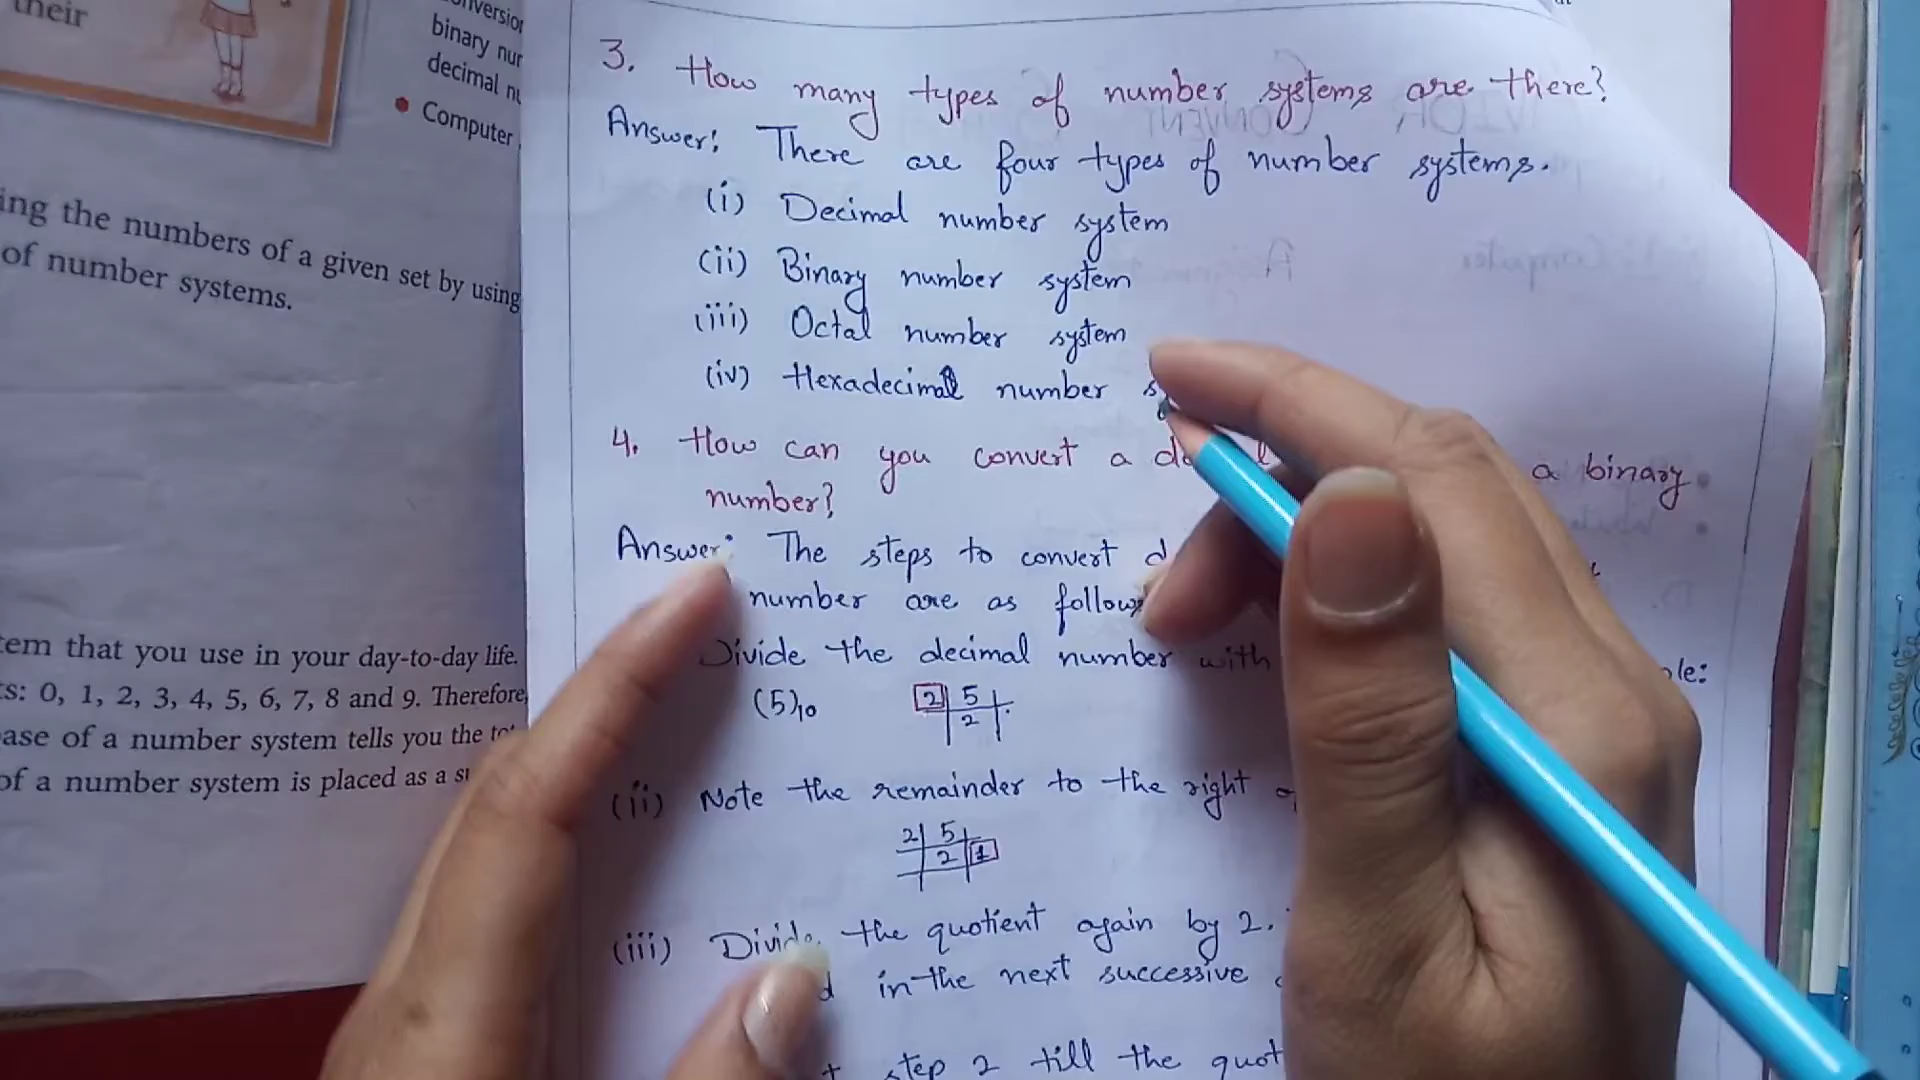 their
binary
decimal
• Computer
ing the numbers of a given set by using
of number systems.
tem that you use in your day-to-day life.
ts: 0, 1, 2, 3, 4, 5, 6, 7, 8 and 9. Therefore,
ase of a number system tells you the
of a number system is placed as a
3. How many types of number systems are there?
Answer: There are four types of number systems.
(i) Decimal number system
(ii) Binary number system
(iii) Octal number system
(iv) Hexadecimal number
4. How can you convert a a binary
number?
Answer: The steps to convert
number are as follows
Divide the decimal number with
(5)10 2 5
2
(ii) Note the remainder to the right
2 5
2 1
(iii) Divide the quotient again by 2.
in the next successive
step 2 till the